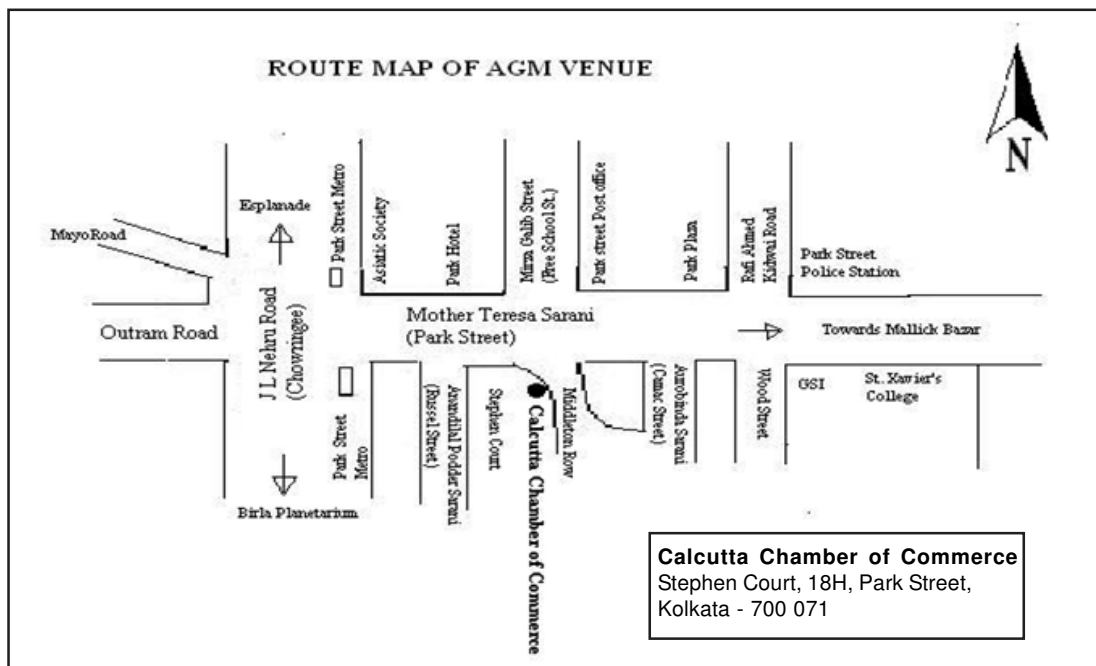 ROUTE MAP OF AGM VENUE
N
Esplanade
Mayo Road
Park Street Metro
Asiatic Society
Park Hotel
Mirza Galib Street
(Free School St.)
Park street Post office
Park Plaza
Rafi Ahmed
Kidwai Road
Park Street
Police Station
Outram Road
J L Nehru Road
(Chowringee)
Mother Teresa Sarani
(Park Street)
Towards Mallick Bazar
Park Street
Metro
Anandilal Podder Sarani
(Russel Street)
Stephen Court
Calcutta Chamber of Commerce
Middleton Row
Aurobinda Sarani
(Camac Street)
Wood Street
GSI
St. Xavier's
College
Birla Planetarium
Calcutta Chamber of Commerce
Stephen Court, 18H, Park Street,
Kolkata - 700 071